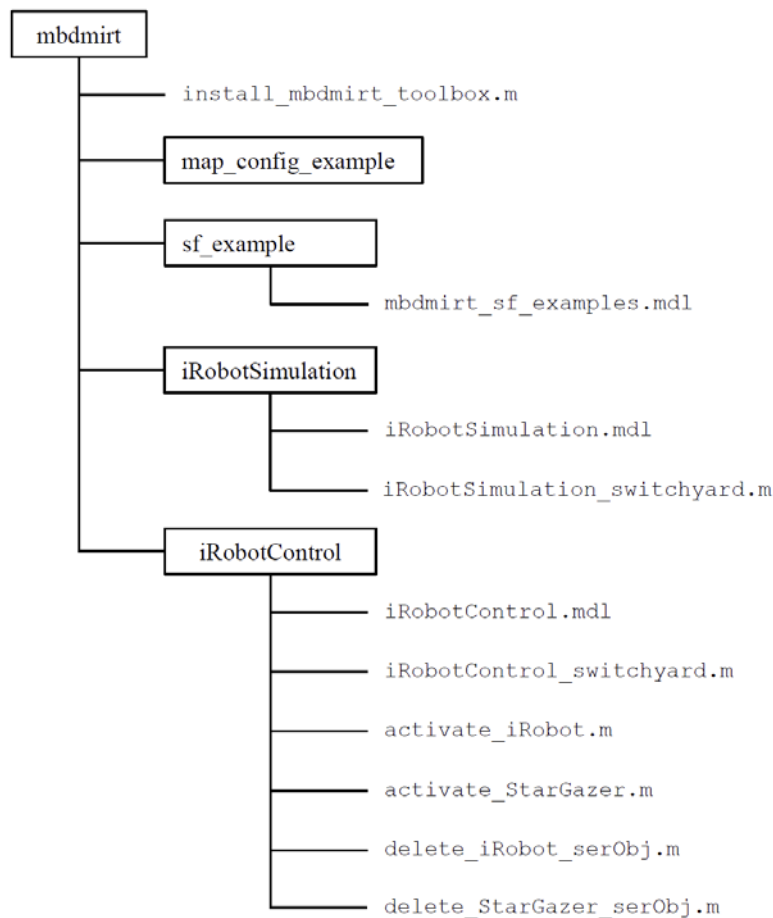 mbdmirt
install_mbdmirt_toolbox.m
map_config_example
sf_example
mbdmirt_sf_examples.mdl
iRobotSimulation
iRobotSimulation.mdl
iRobotSimulation_switchyard.m
iRobotControl
iRobotControl.mdl
iRobotControl_switchyard.m
activate_iRobot.m
activate_StarGazer.m
delete_iRobot_serObj.m
delete_StarGazer_serObj.m